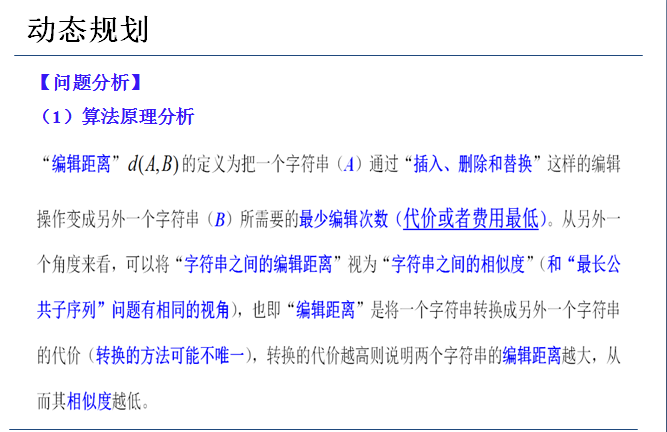 动态规划
【问题分析】
（1）算法原理分析
“编辑距离”d(A,B)的定义为把一个字符串（A）通过“插入、删除和替换”这样的编辑
操作变成另外一个字符串（B）所需要的最少编辑次数（代价或者费用最低）。从另外一
个角度来看，可以将“字符串之间的编辑距离”视为“字符串之间的相似度”（和“最长公
共子序列”问题有相同的视角），也即“编辑距离”是将一个字符串转换成另外一个字符串
的代价（转换的方法可能不唯一），转换的代价越高则说明两个字符串的编辑距离越大，从
而其相似度越低。